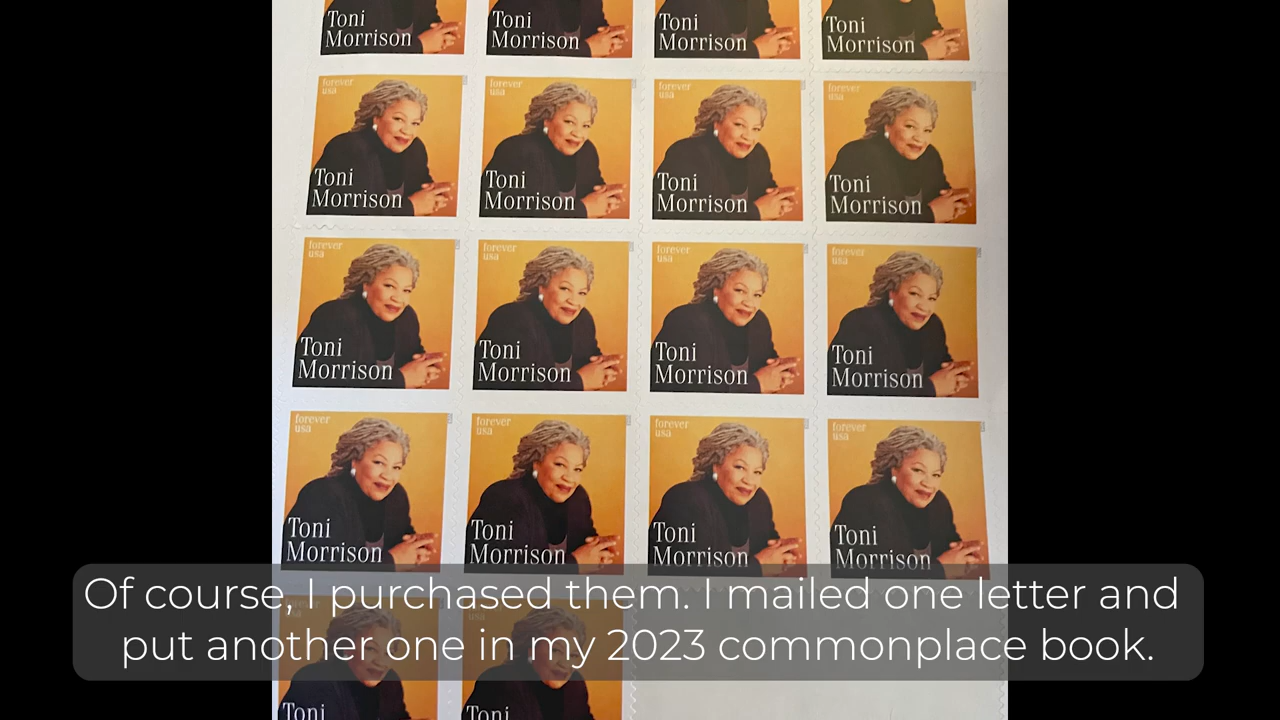 Toni
Morrison
Toni
Morrison
Toni
Morrison
Toni
Morrison
forever
usa
Toni
Morrison
forever
usa
Toni
Morrison
forever
usa
Toni
Morrison
forever
usa
Toni
Morrison
forever
usa
Toni
Morrison
forever
usa
Toni
Morrison
forever
usa
Toni
Morrison
forever
usa
Toni
Morrison
forever
usa
Toni
Morrison
forever
usa
Toni
Morrison
forever
usa
Toni
Morrison
forever
usa
Toni
Morrison
Of course, I purchased them. I mailed one letter and
put another one in my 2023 commonplace book.
Toni
Toni